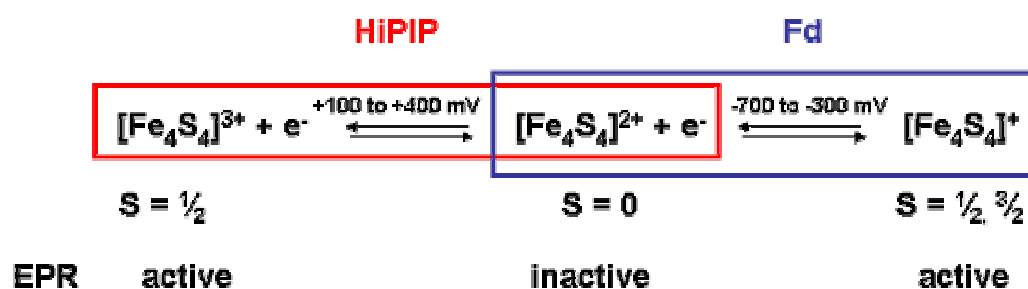 HiPIP Fd
[Fe₄S₄]³⁺ + e⁻ +100 to +400 mV [Fe₄S₄]²⁺ + e⁻ -700 to -300 mV [Fe₄S₄]⁺
S = ½ S = 0 S = ½, ³⁄₂
EPR active inactive active